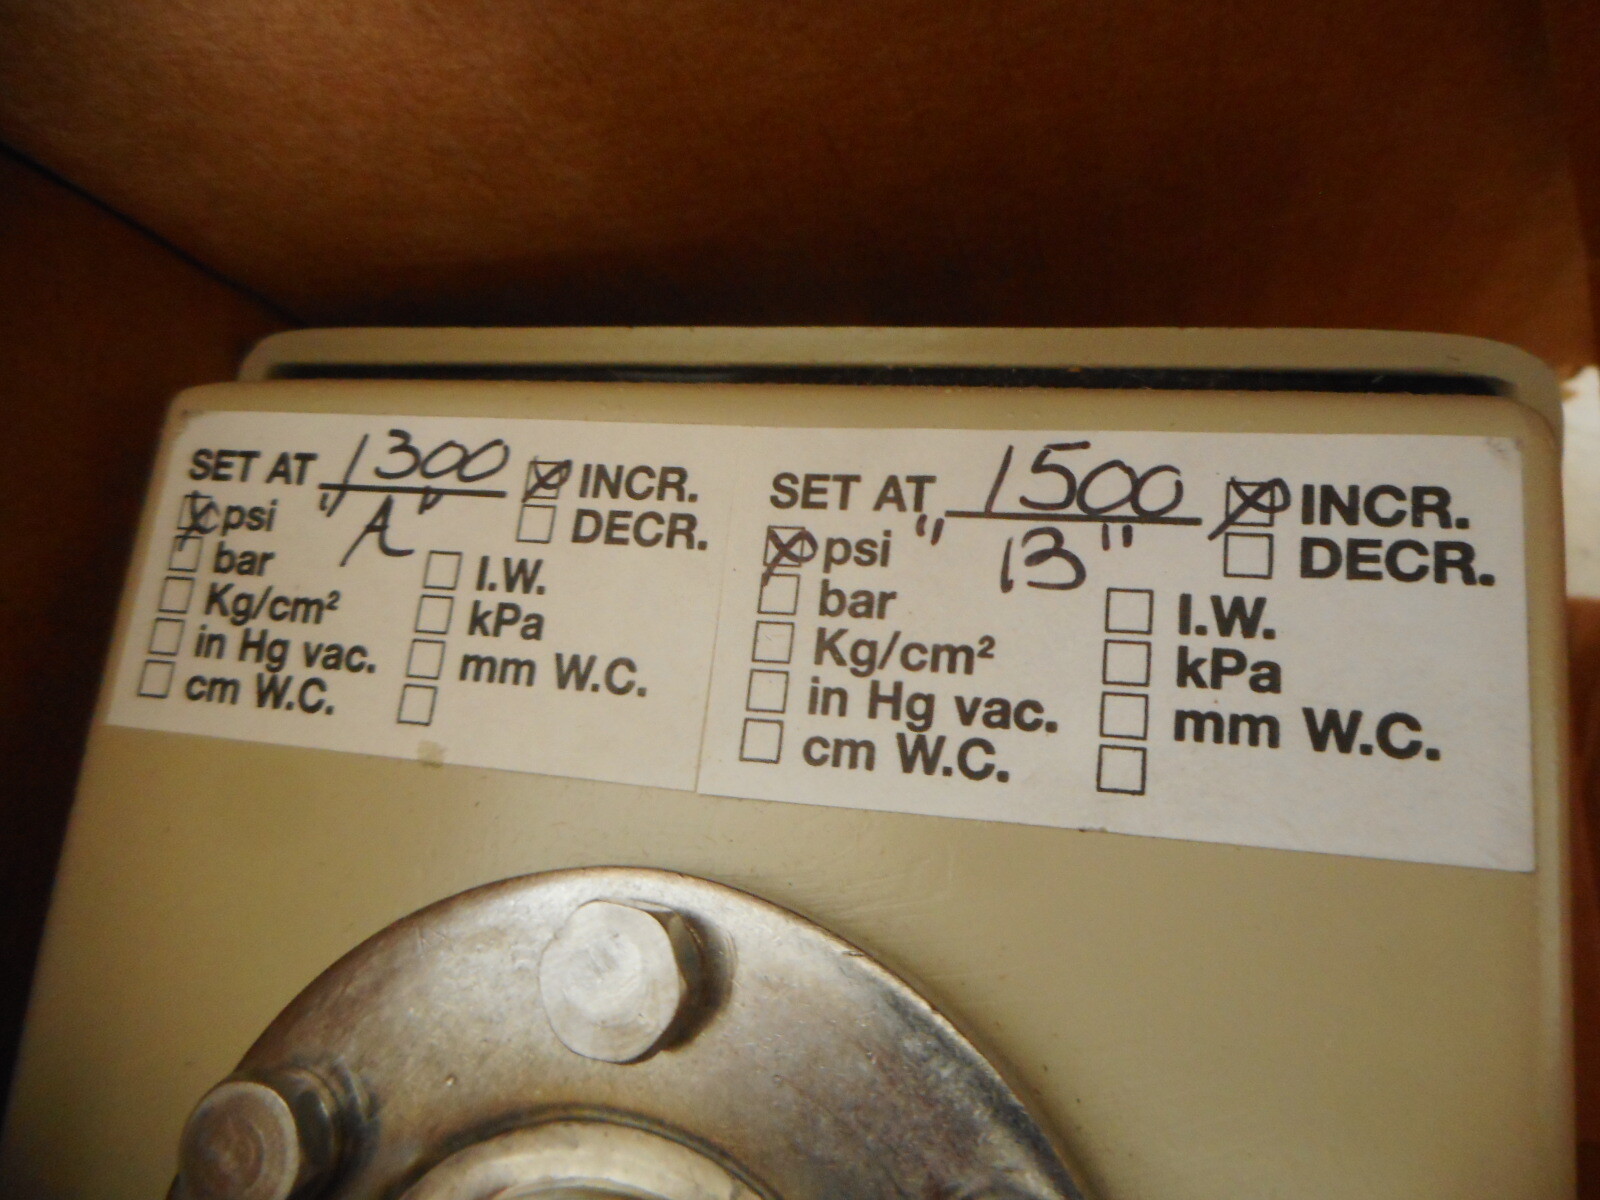 SET AT 1300 INCR.
psi "A" DECR.
bar I.W.
Kg/cm² kPa
in Hg vac. mm W.C.
cm W.C.
SET AT 1500 INCR.
psi "B" DECR.
bar I.W.
Kg/cm² kPa
in Hg vac. mm W.C.
cm W.C.